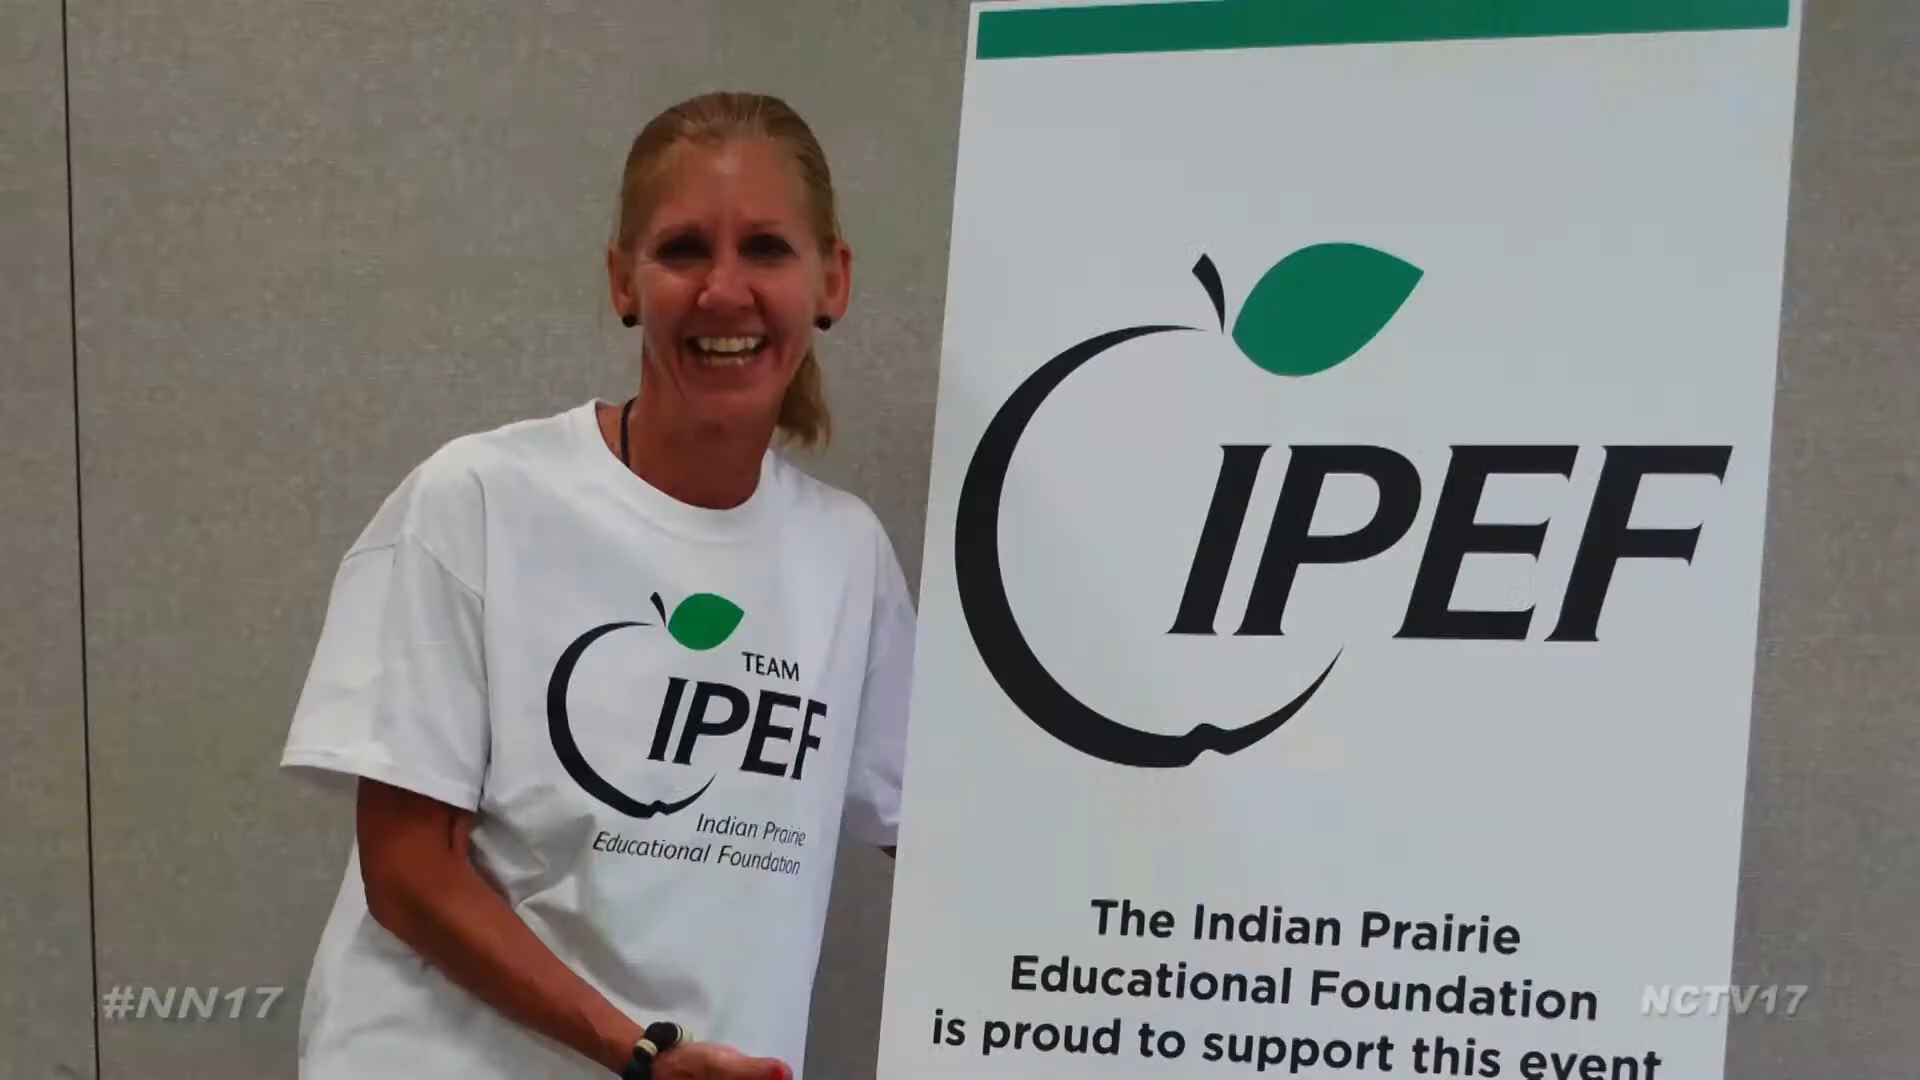 IPEF
The Indian Prairie
Educational Foundation
is proud to support this event
TEAM
IPEF
Indian Prairie
Educational Foundation
#NN17
NCTV17